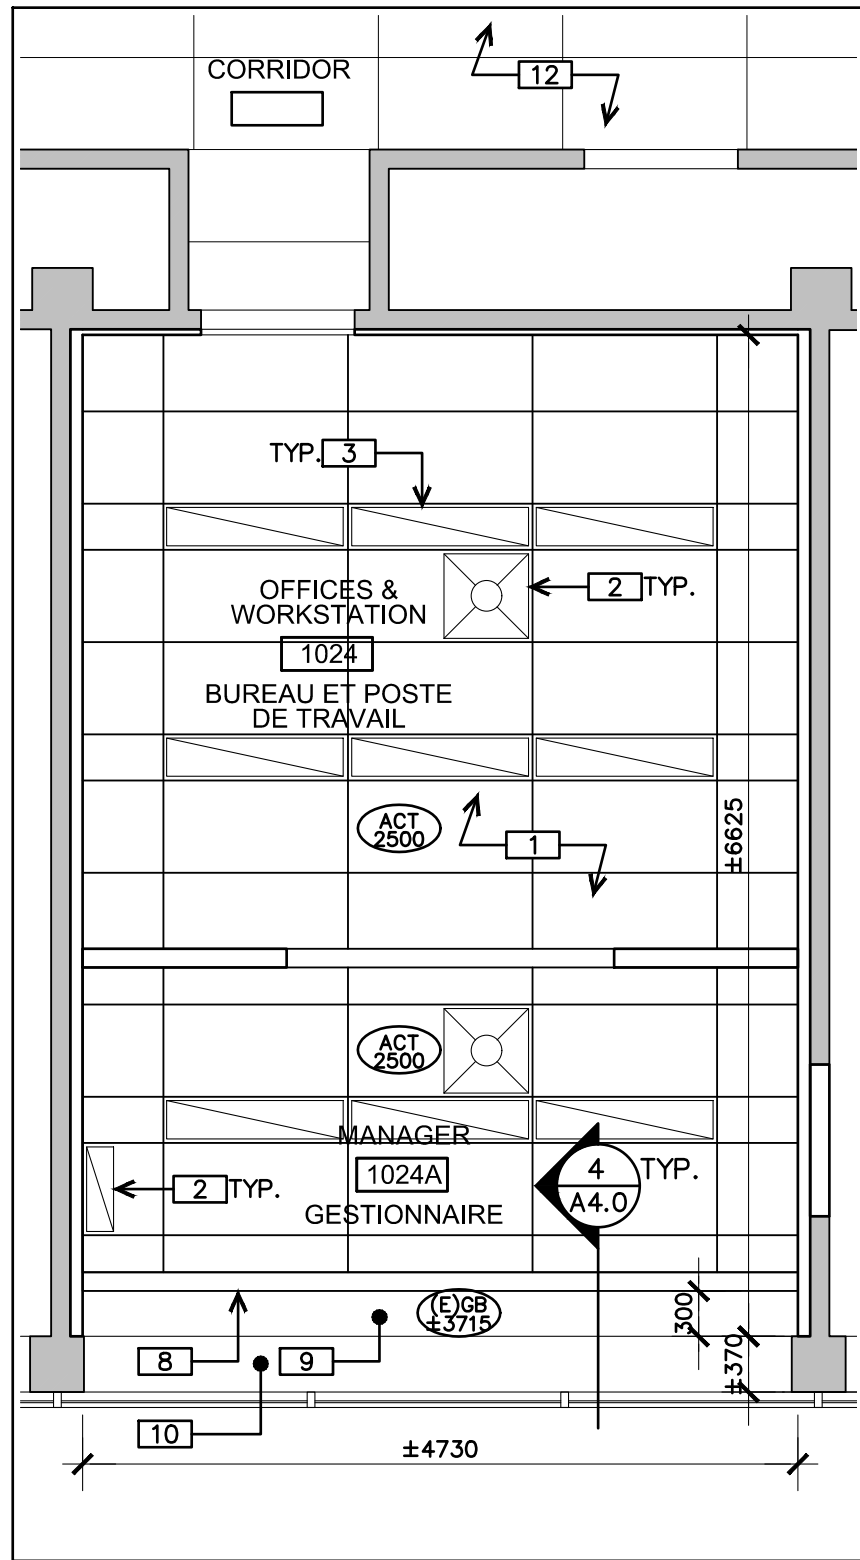 CORRIDOR
12
TYP. 3
OFFICES &
WORKSTATION
1024
BUREAU ET POSTE
DE TRAVAIL
2 TYP.
ACT
2500
1
±6625
ACT
2500
MANAGER
1024A
GESTIONNAIRE
2 TYP.
4
A4.0
TYP.
(E)GB
±3715
300
±370
8
9
10
±4730